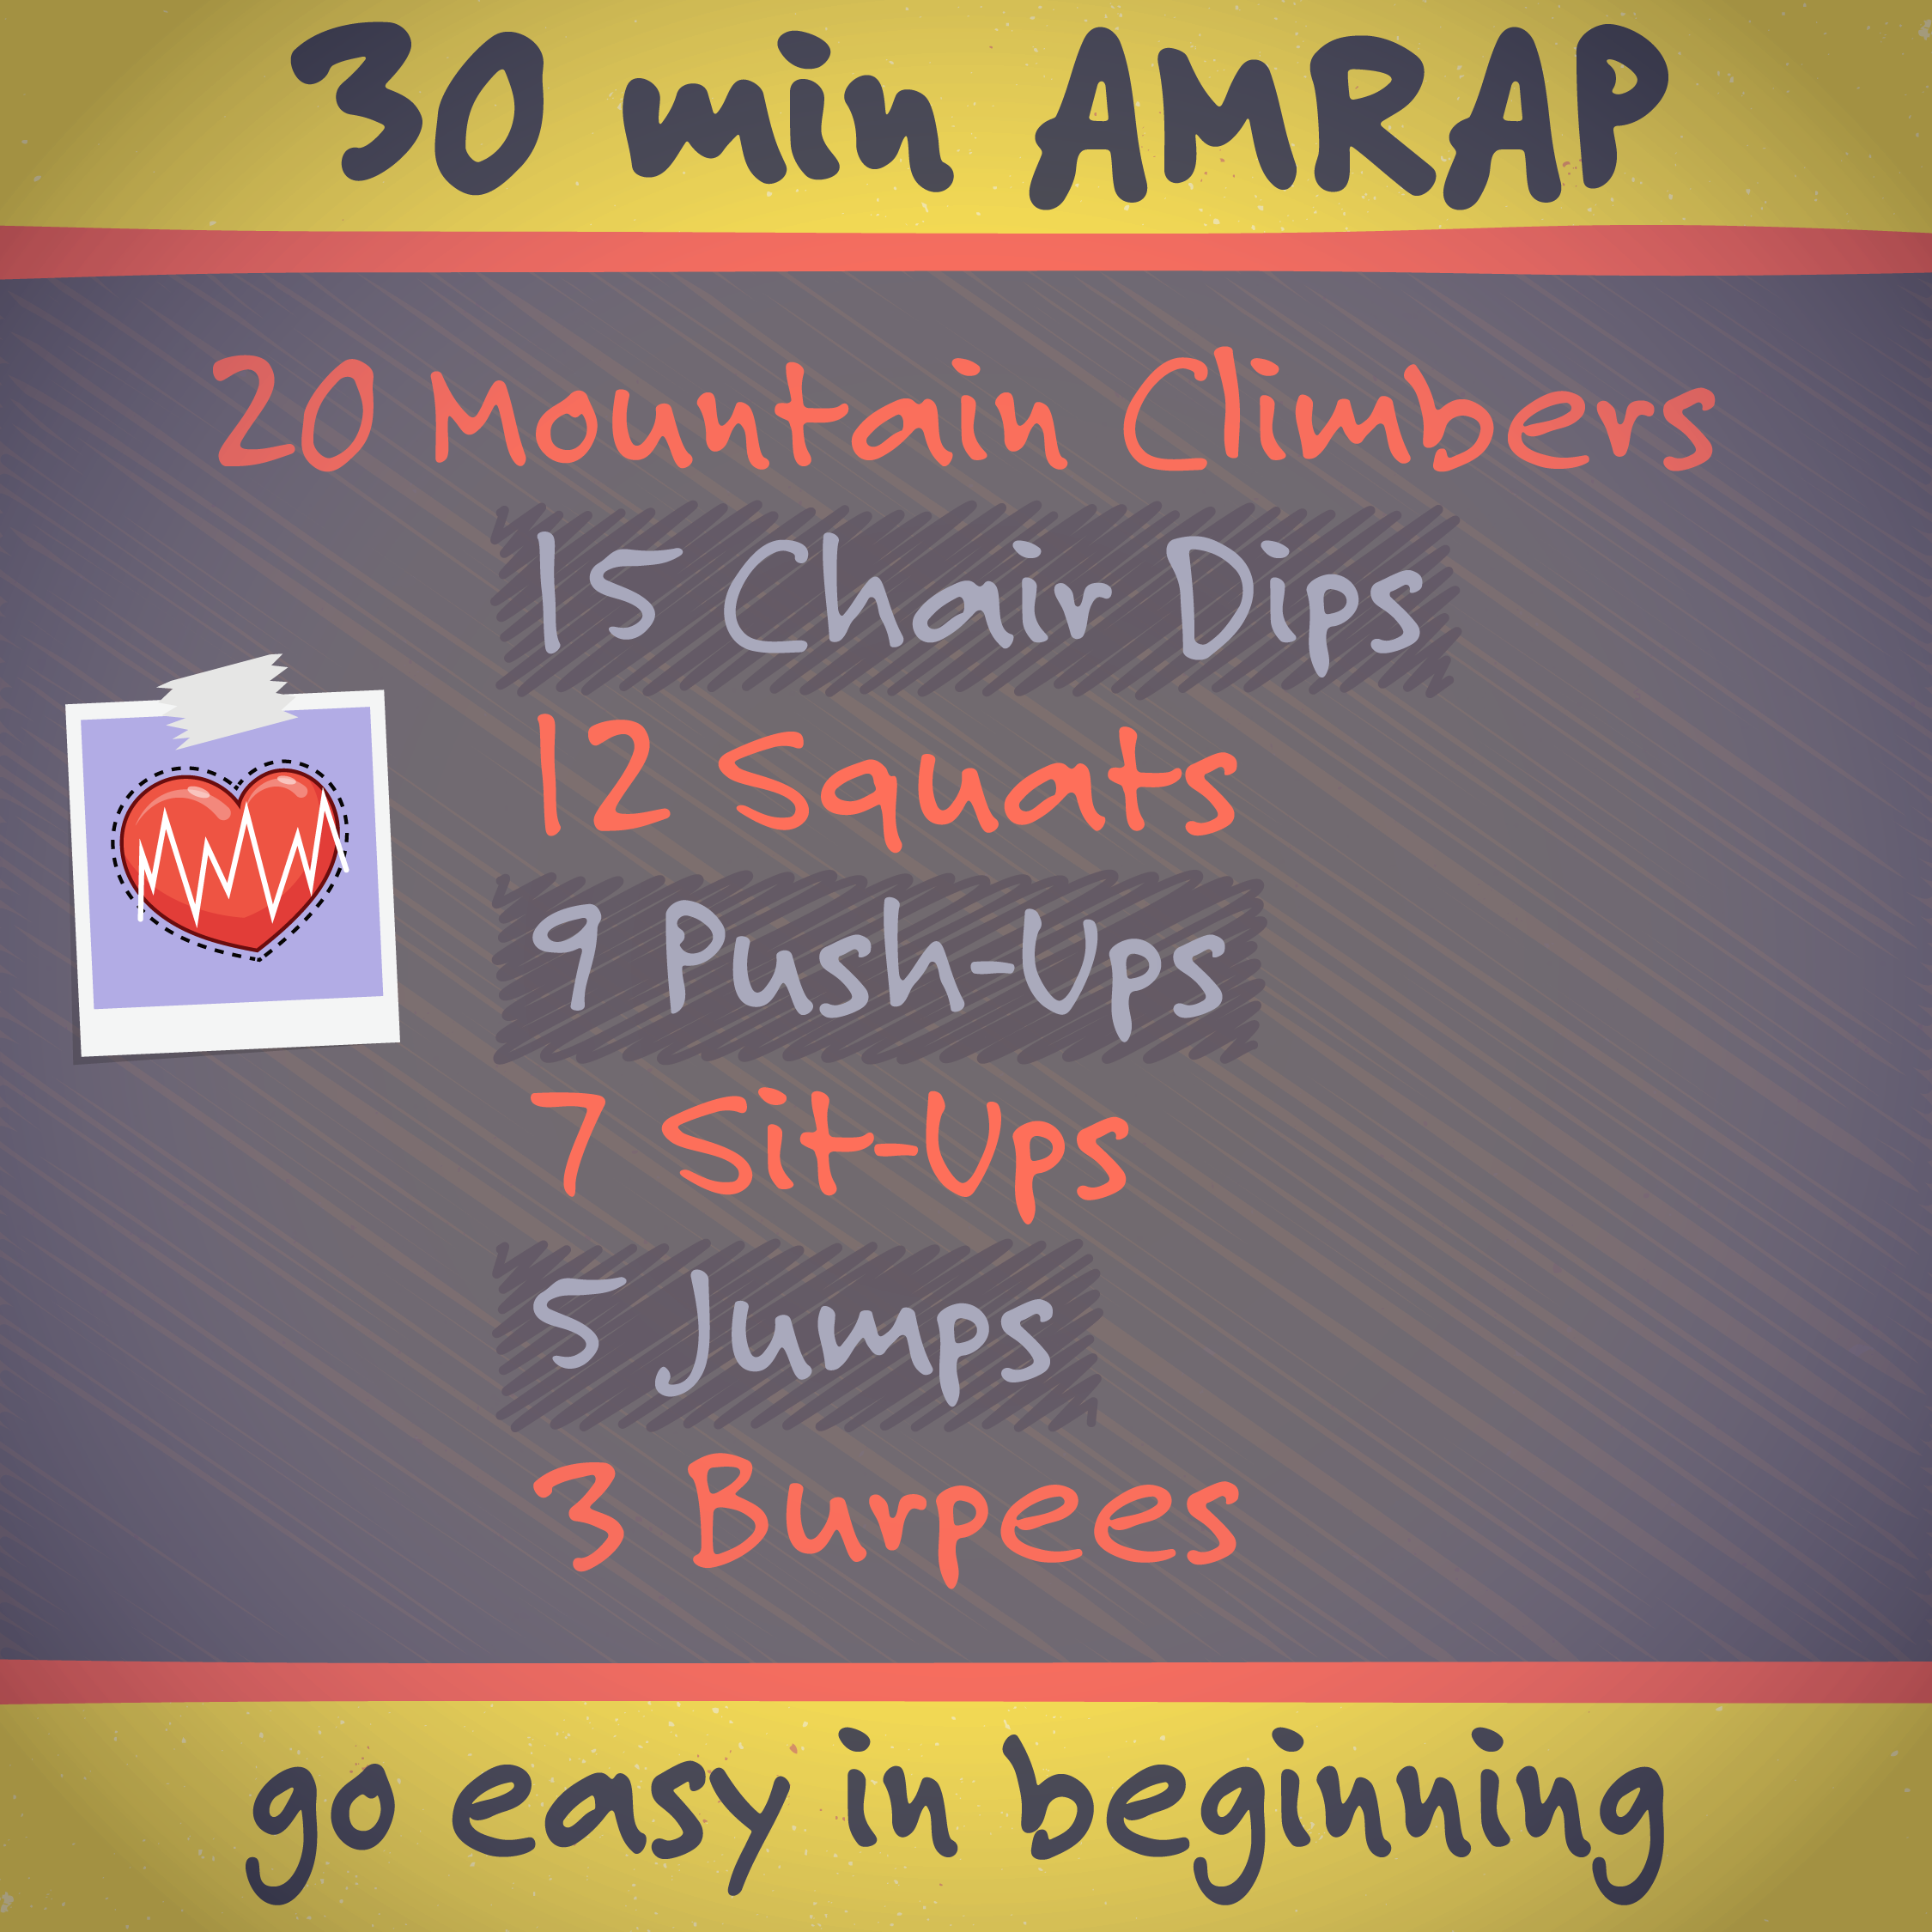 30 min AMRAP
20 Mountain Climbers
15 Chair Dips
12 Squats
9 Push-Ups
7 Sit-Ups
5 Jumps
3 Burpees
go easy in beginning